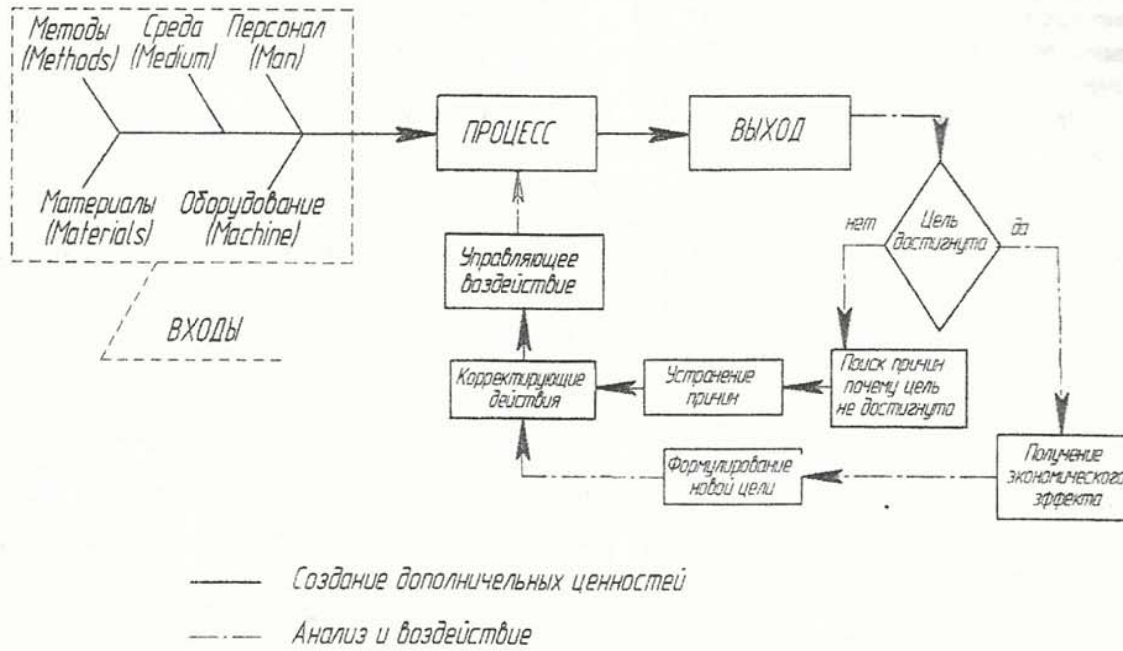 Методы
(Methods)
Среда
(Medium)
Персонал
(Man)
Материалы
(Materials)
Оборудование
(Machine)
ВХОДЫ
ПРОЦЕСС
ВЫХОД
Цель
достигнута
нет
да
Управляющее
воздействие
Корректирующие
действия
Устранение
причин
Поиск причин
почему цель
не достигнута
Формулирование
новой цели
Получение
экономического
эффекта
Создание дополничельных ценностей
Анализ и воздействие